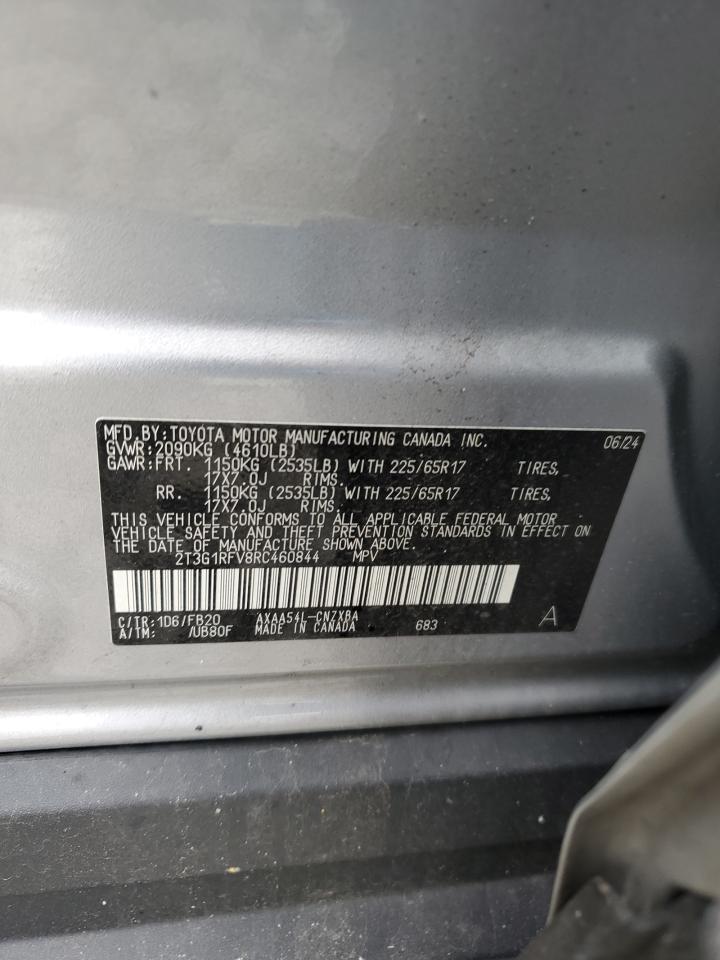 MFD. BY: TOYOTA MOTOR MANUFACTURING CANADA INC. 06/24
GVWR: 2090KG (4610LB)
GAWR: FRT. 1150KG (2535LB) WITH 225/65R17 TIRES,
17X7.0J RIMS.
RR. 1150KG (2535LB) WITH 225/65R17 TIRES,
17X7.0J RIMS.
THIS VEHICLE CONFORMS TO ALL APPLICABLE FEDERAL MOTOR
VEHICLE SAFETY AND THEFT PREVENTION STANDARDS IN EFFECT ON
THE DATE OF MANUFACTURE SHOWN ABOVE.
2T3G1RFV8RC460844 MPV
C/TR: 1D6/FB20 AXAA54L-CNZXBA
A/TM: /UB80F MADE IN CANADA 683 A